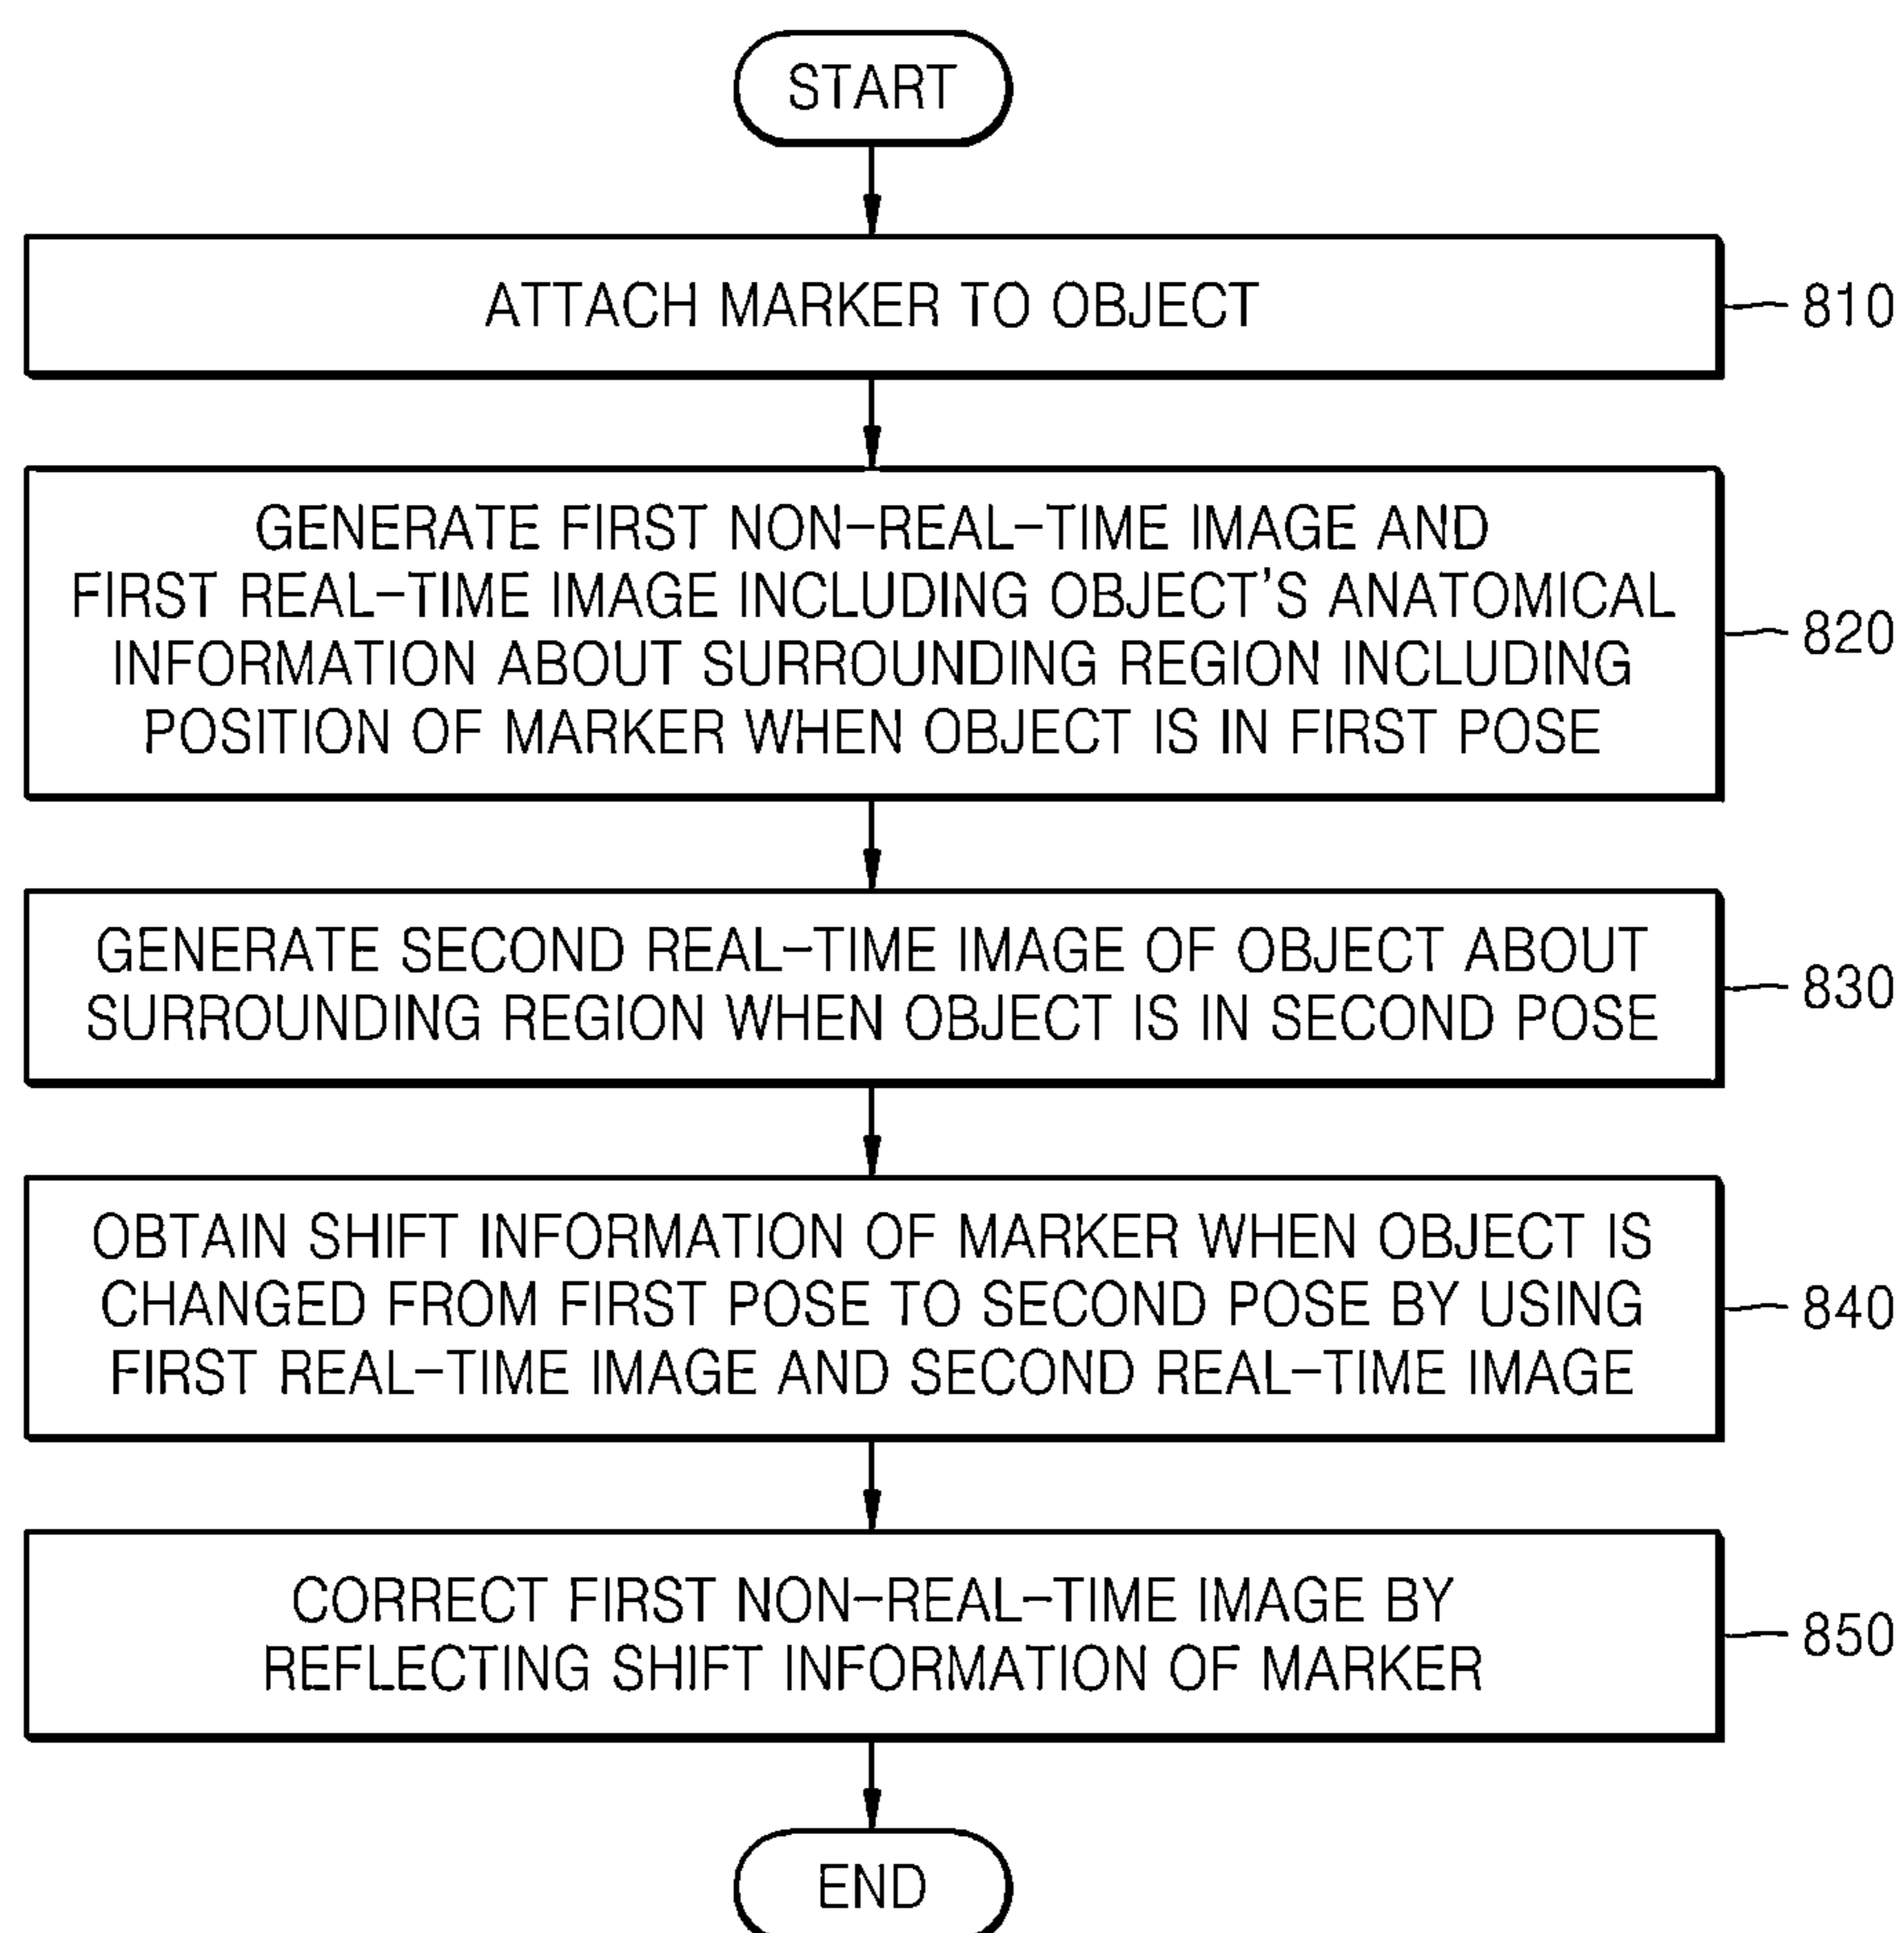 START
ATTACH MARKER TO OBJECT
810
GENERATE FIRST NON-REAL-TIME IMAGE AND
FIRST REAL-TIME IMAGE INCLUDING OBJECT'S ANATOMICAL
INFORMATION ABOUT SURROUNDING REGION INCLUDING
POSITION OF MARKER WHEN OBJECT IS IN FIRST POSE
820
GENERATE SECOND REAL-TIME IMAGE OF OBJECT ABOUT
SURROUNDING REGION WHEN OBJECT IS IN SECOND POSE
830
OBTAIN SHIFT INFORMATION OF MARKER WHEN OBJECT IS
CHANGED FROM FIRST POSE TO SECOND POSE BY USING
FIRST REAL-TIME IMAGE AND SECOND REAL-TIME IMAGE
840
CORRECT FIRST NON-REAL-TIME IMAGE BY
REFLECTING SHIFT INFORMATION OF MARKER
850
END